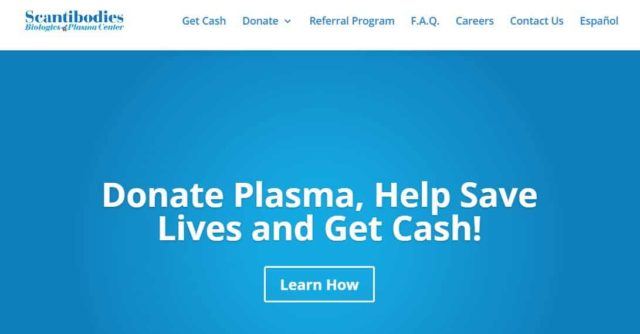 Scantibodies
Biologics & Plasma Center
Get Cash Donate Referral Program F.A.Q. Careers Contact Us Español
Donate Plasma, Help Save
Lives and Get Cash!
Learn How